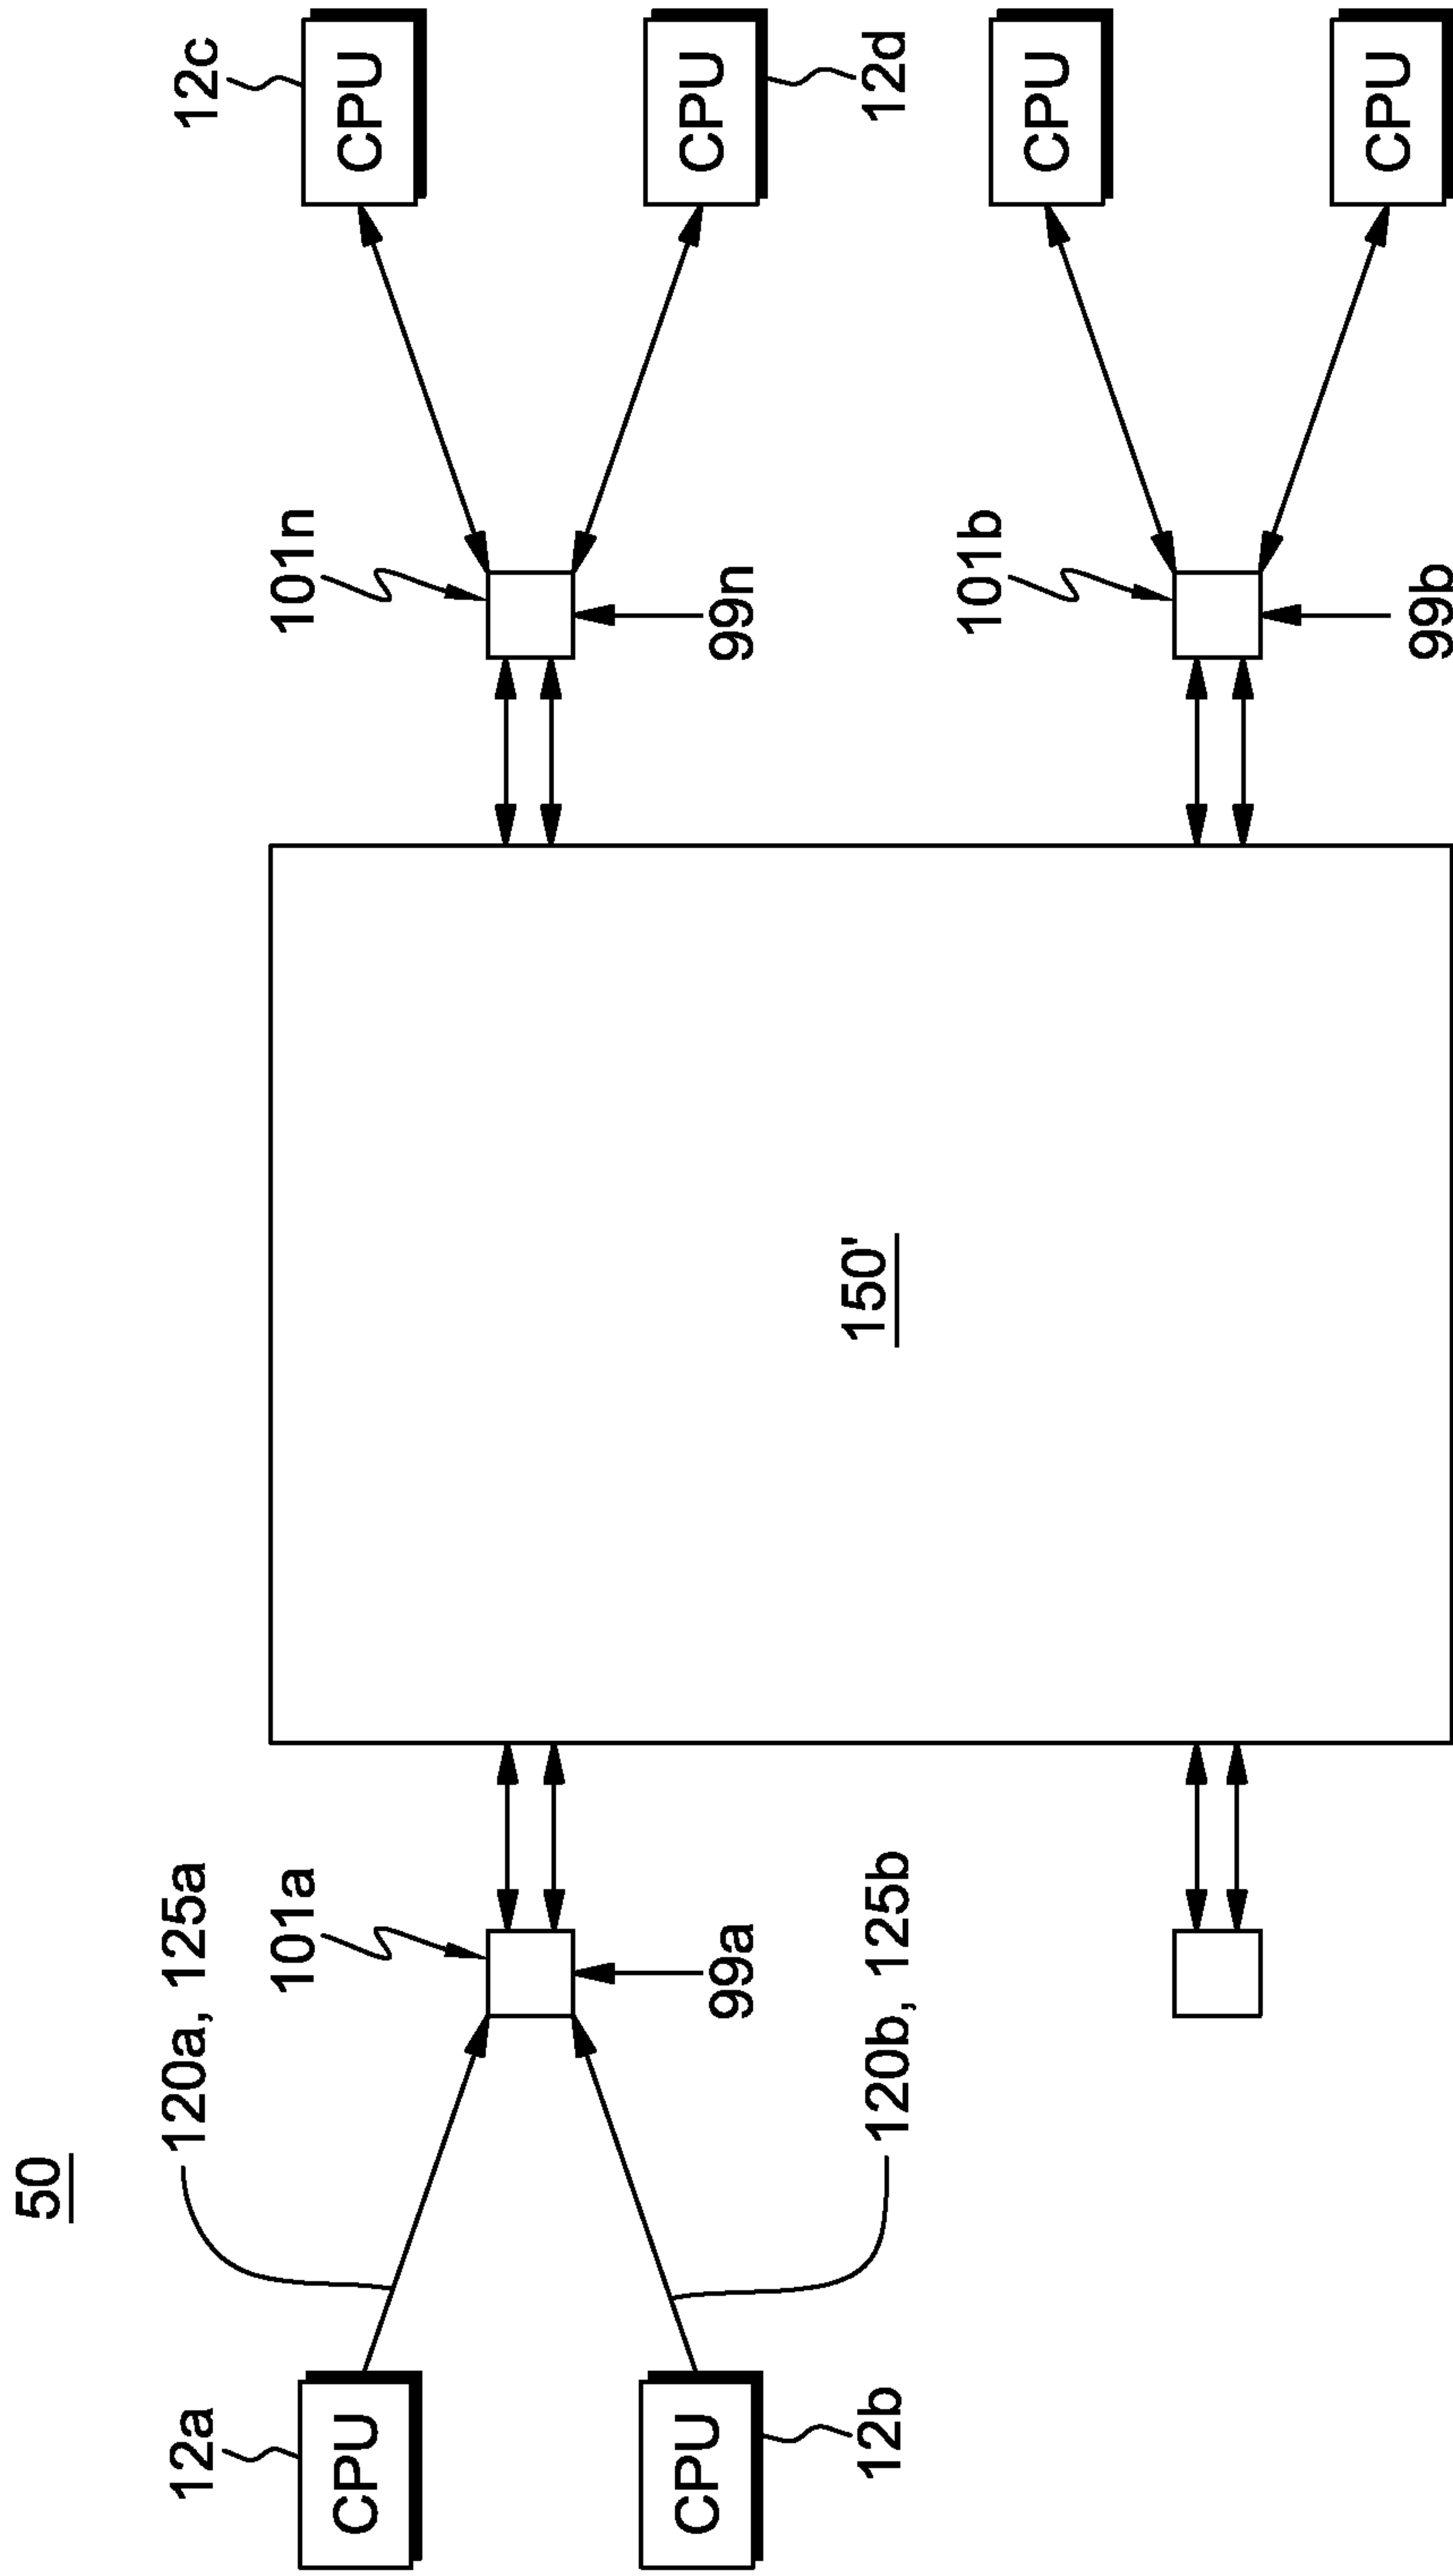 50
12a
CPU
120a, 125a
101a
99a
CPU
12b
120b, 125b
150'
101n
99n
12c
CPU
CPU
12d
101b
99b
CPU
CPU